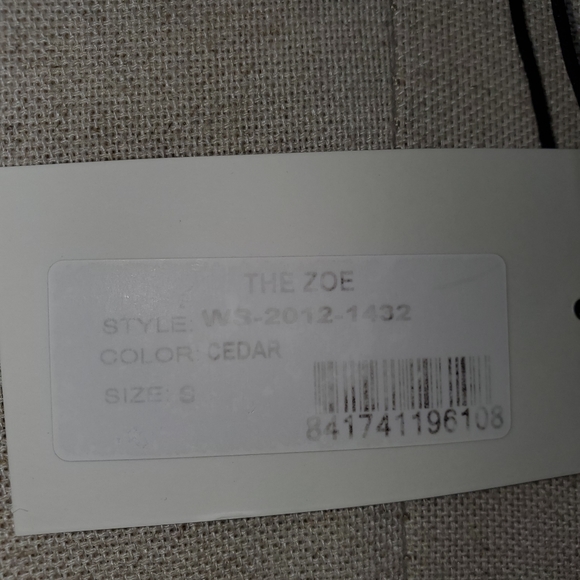 THE ZOE
STYLE: WS-2012-1432
COLOR: CEDAR
SIZE: S
841741196108